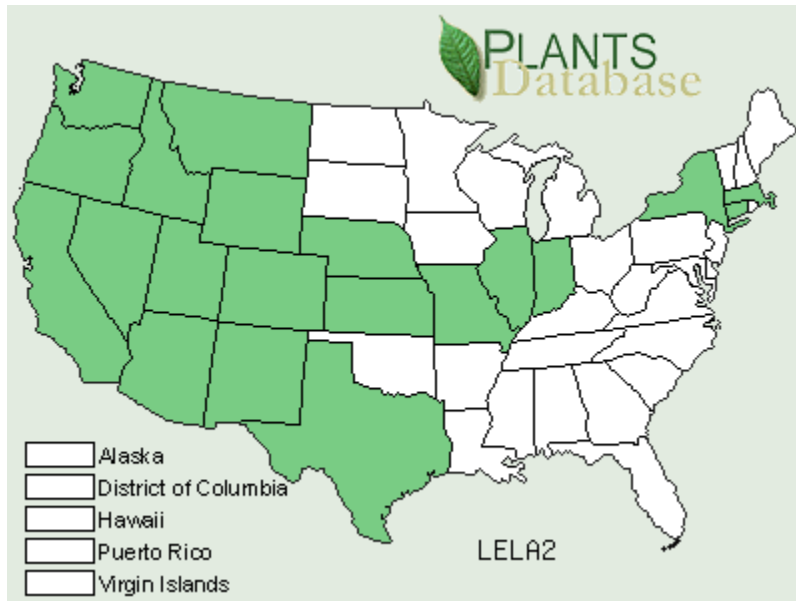 PLANTS
Database
Alaska
District of Columbia
Hawaii
Puerto Rico
Virgin Islands
LELA2